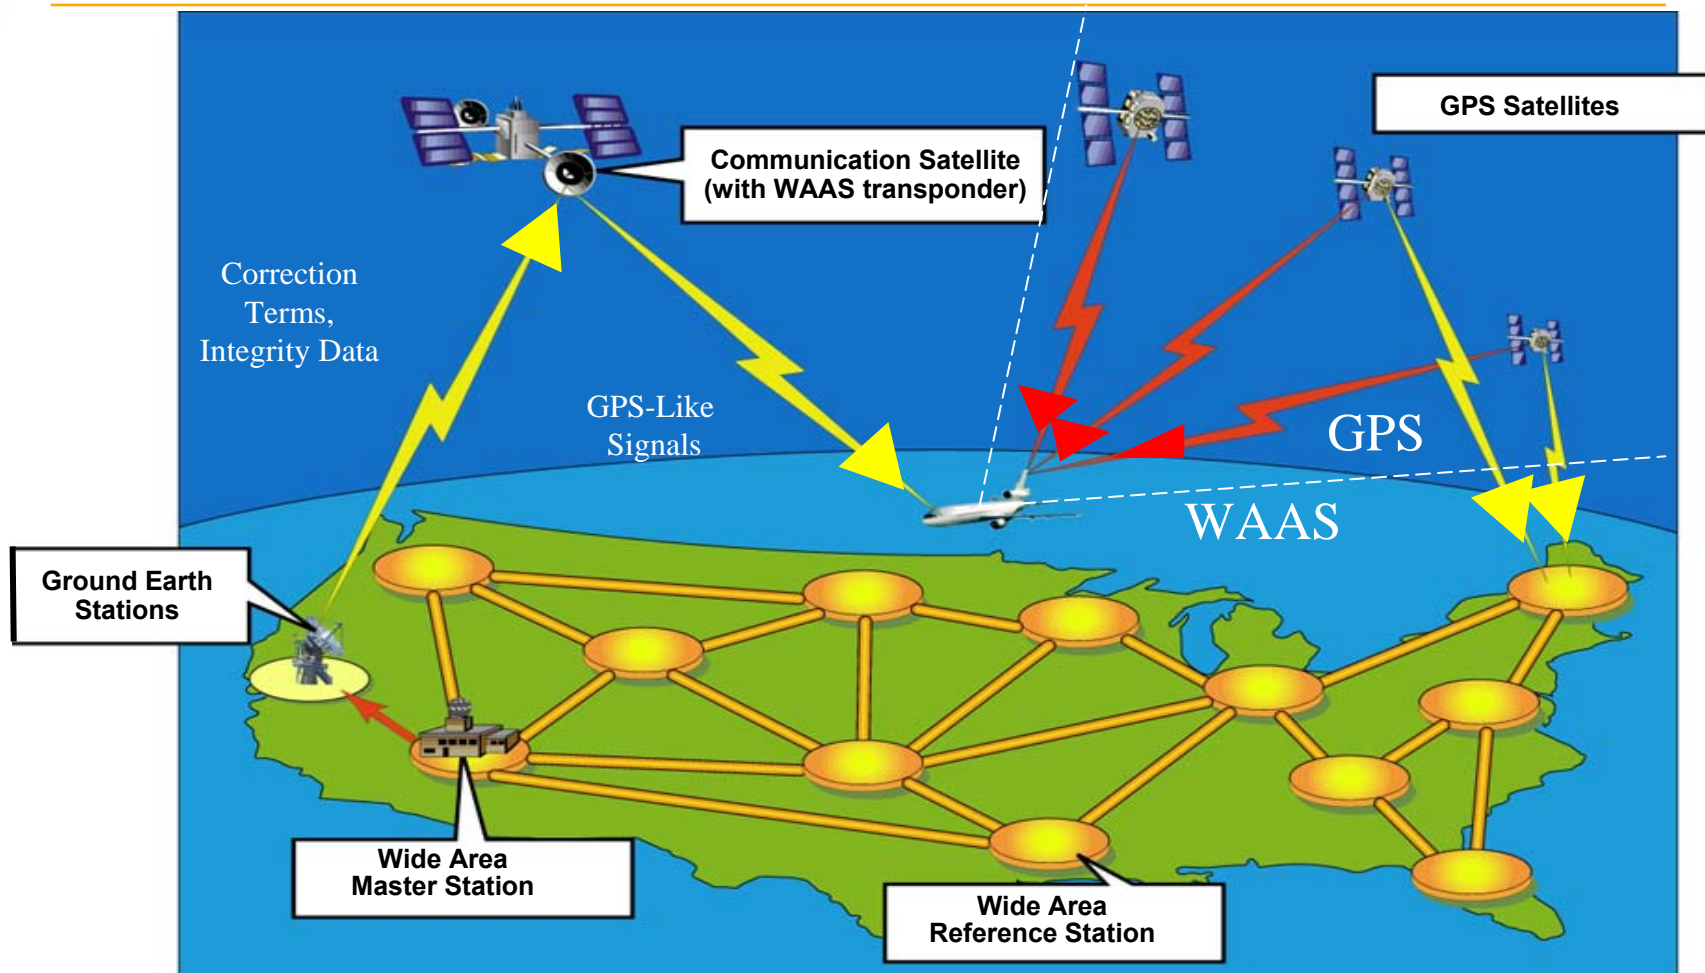 GPS Satellites
Communication Satellite
(with WAAS transponder)
Correction
Terms,
Integrity Data
GPS-Like
Signals
GPS
WAAS
Ground Earth
Stations
Wide Area
Master Station
Wide Area
Reference Station